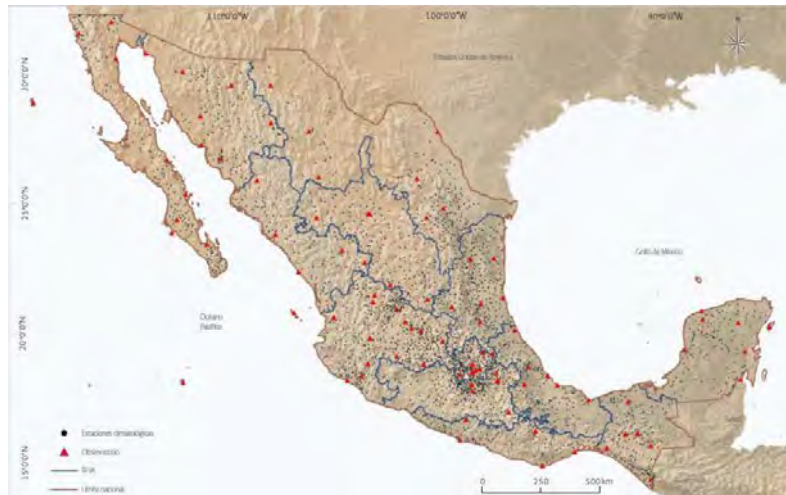 110°0'0"W
100°0'0"W
90°0'0"W
N
Estados Unidos de América
30°0'0"N
25°0'0"N
Golfo de México
Océano
Pacífico
20°0'0"N
15°0'0"N
Estaciones climatológicas
Observatorio
RHA
Límite nacional
0 250 500 km